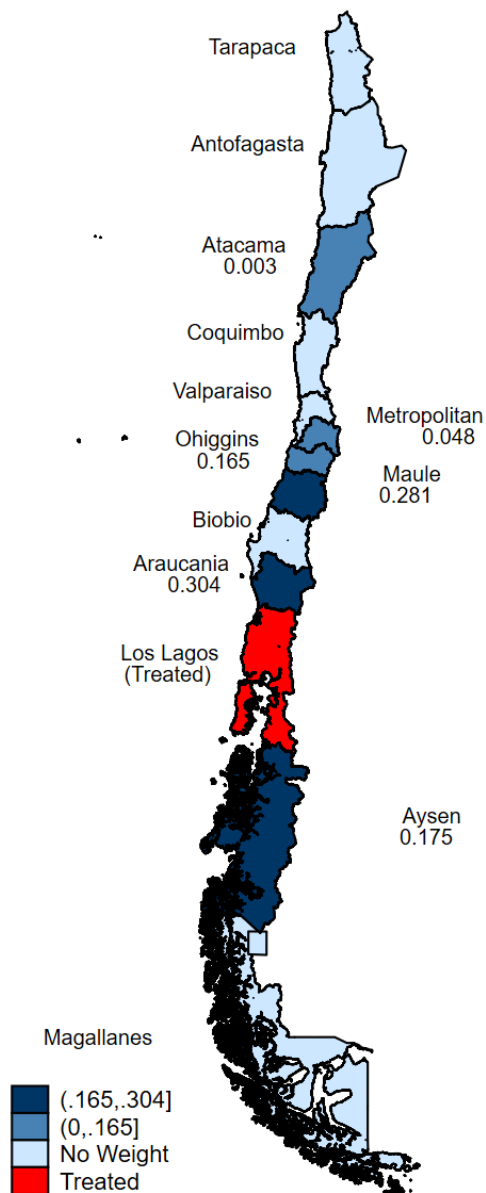 Tarapaca
Antofagasta
Atacama
0.003
Coquimbo
Valparaiso
Metropolitan
0.048
Ohiggins
0.165
Maule
0.281
Biobio
Araucania
0.304
Los Lagos
(Treated)
Aysen
0.175
Magallanes
(.165,.304]
(0,.165]
No Weight
Treated